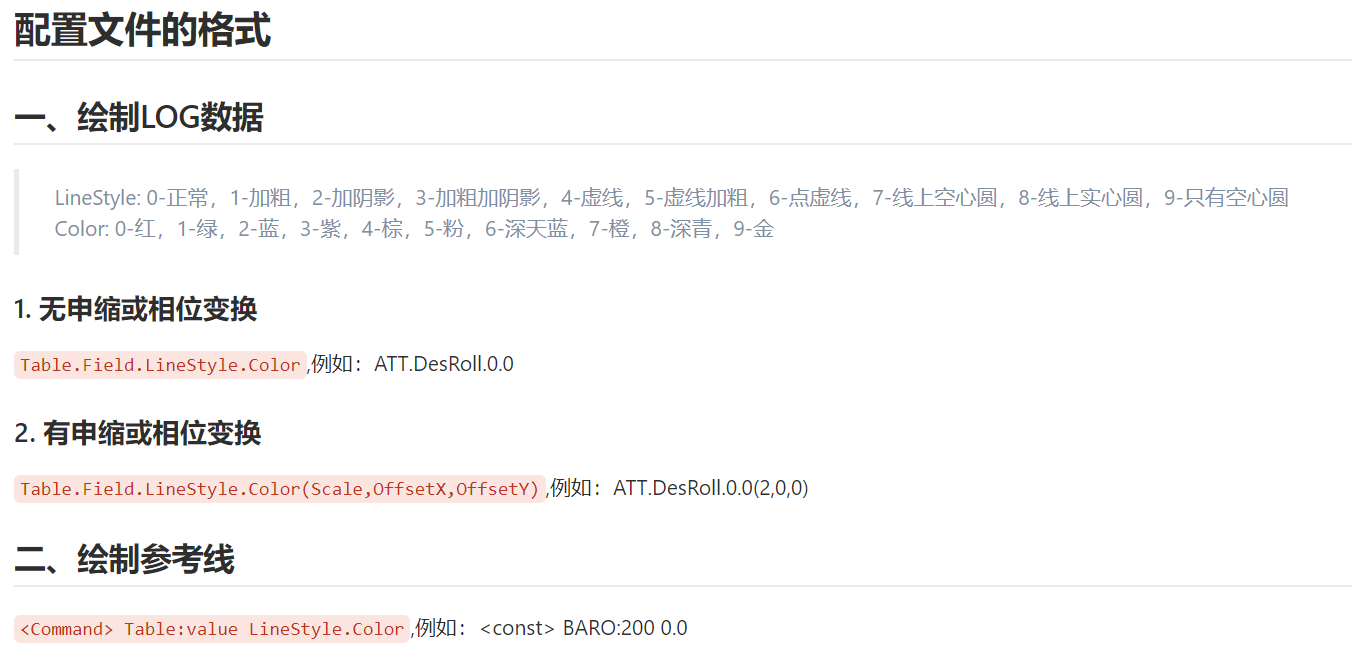 配置文件的格式
一、绘制LOG数据
LineStyle: 0-正常，1-加粗，2-加阴影，3-加粗加阴影，4-虚线，5-虚线加粗，6-点虚线，7-线上空心圆，8-线上实心圆，9-只有空心圆
Color: 0-红，1-绿，2-蓝，3-紫，4-棕，5-粉，6-深天蓝，7-橙，8-深青，9-金
1. 无申缩或相位变换
Table.Field.LineStyle.Color,例如：ATT.DesRoll.0.0
2. 有申缩或相位变换
Table.Field.LineStyle.Color(Scale,OffsetX,OffsetY),例如：ATT.DesRoll.0.0(2,0,0)
二、绘制参考线
<Command> Table:value LineStyle.Color,例如：<const> BARO:200 0.0